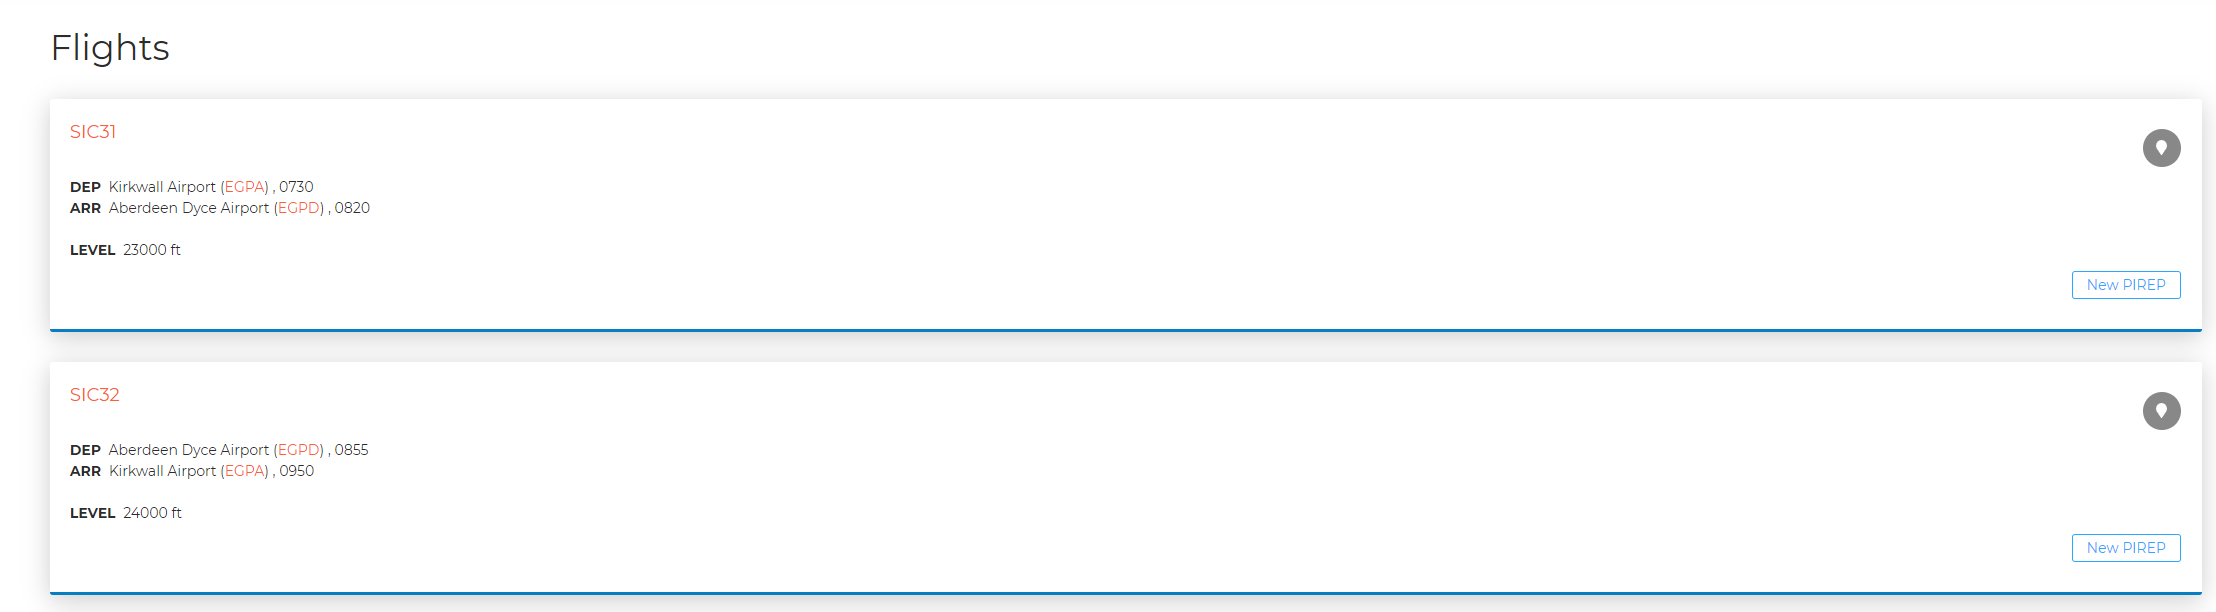 Flights
SIC31
DEP Kirkwall Airport (EGPA) , 0730
ARR Aberdeen Dyce Airport (EGPD) , 0820
LEVEL 23000 ft
New PIREP
SIC32
DEP Aberdeen Dyce Airport (EGPD) , 0855
ARR Kirkwall Airport (EGPA) , 0950
LEVEL 24000 ft
New PIREP